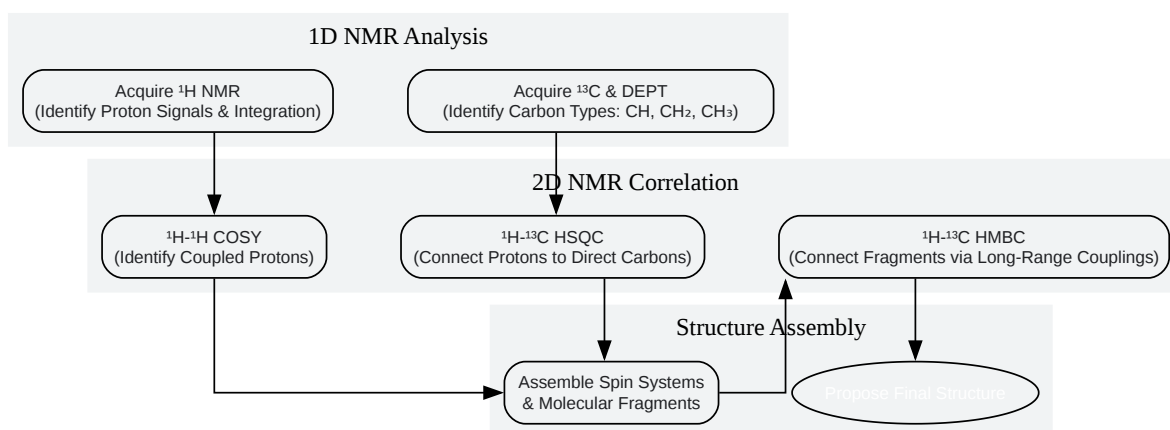 1D NMR Analysis
Acquire ¹H NMR
(Identify Proton Signals & Integration)
Acquire ¹³C & DEPT
(Identify Carbon Types: CH, CH₂, CH₃)
2D NMR Correlation
¹H-¹H COSY
(Identify Coupled Protons)
¹H-¹³C HSQC
(Connect Protons to Direct Carbons)
¹H-¹³C HMBC
(Connect Fragments via Long-Range Couplings)
Structure Assembly
Assemble Spin Systems
& Molecular Fragments
Propose Final Structure